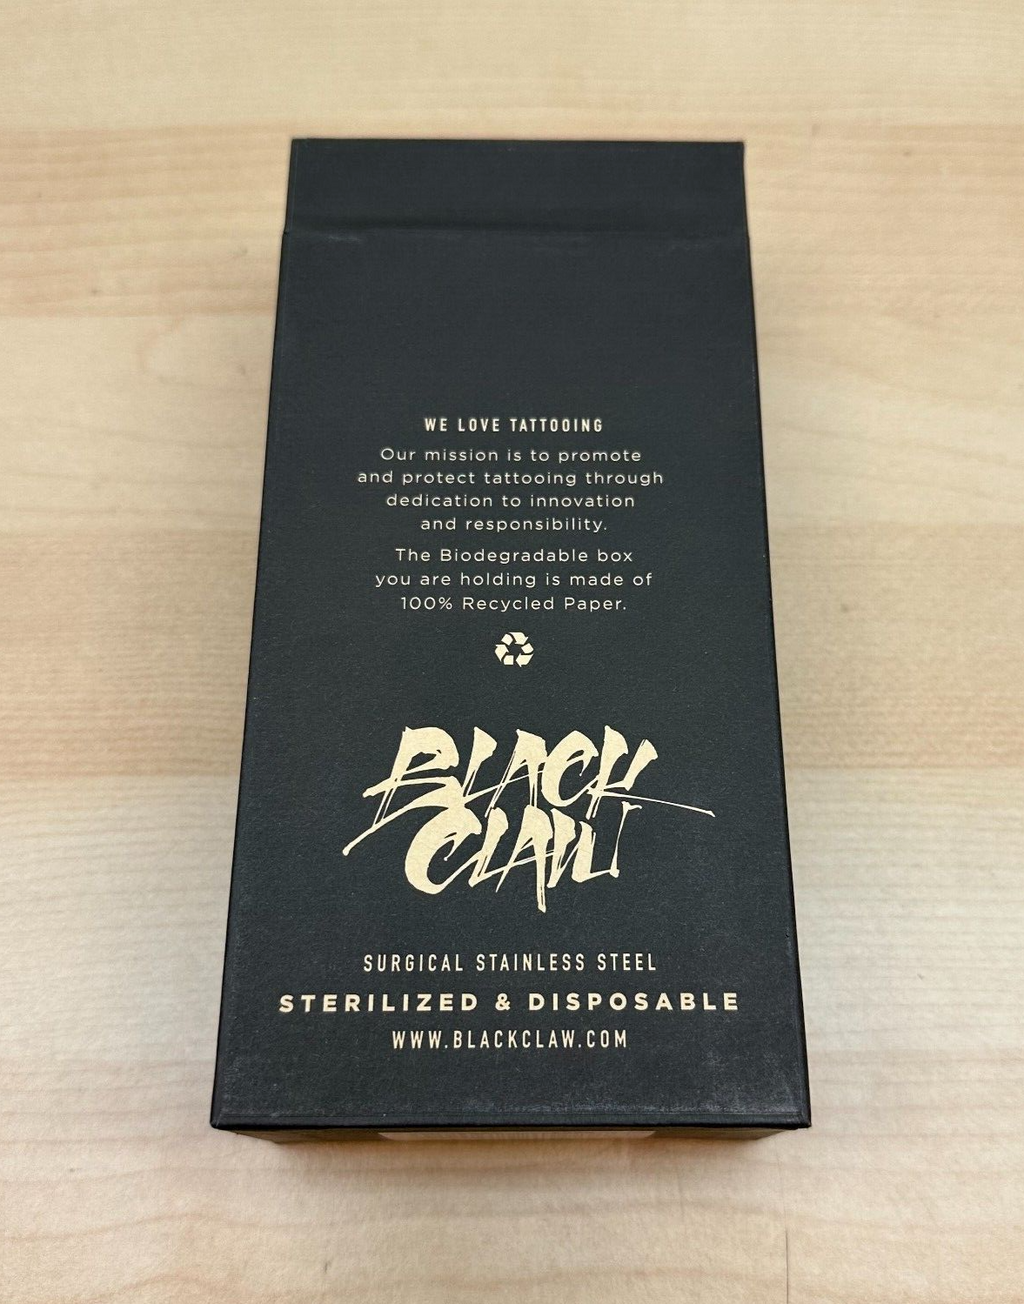 WE LOVE TATTOOING
Our mission is to promote
and protect tattooing through
dedication to innovation
and responsibility.
The Biodegradable box
you are holding is made of
100% Recycled Paper.
BLACK
CLAW
SURGICAL STAINLESS STEEL
STERILIZED & DISPOSABLE
WWW.BLACKCLAW.COM